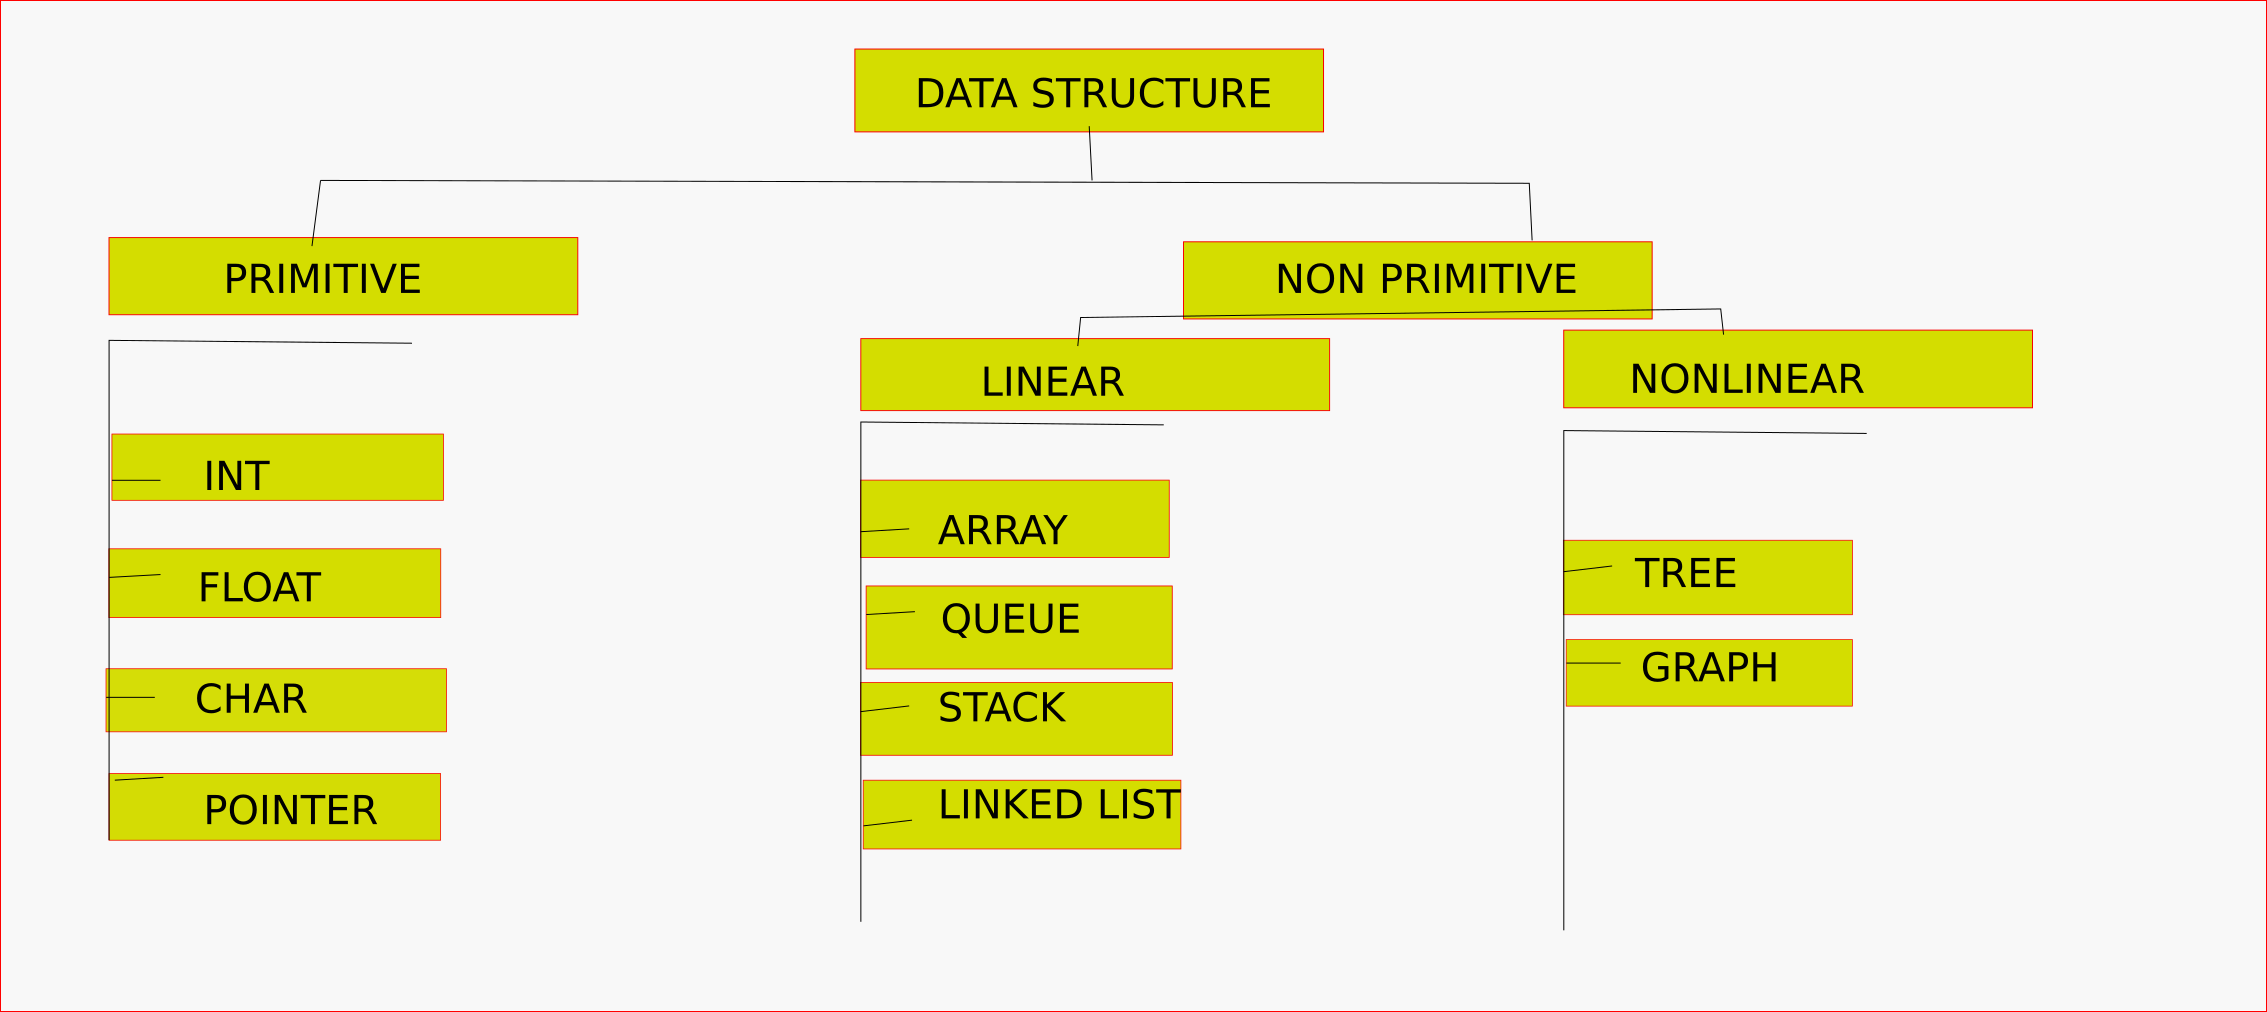 DATA STRUCTURE
PRIMITIVE
NON PRIMITIVE
LINEAR
NONLINEAR
INT
FLOAT
CHAR
POINTER
ARRAY
QUEUE
STACK
LINKED LIST
TREE
GRAPH